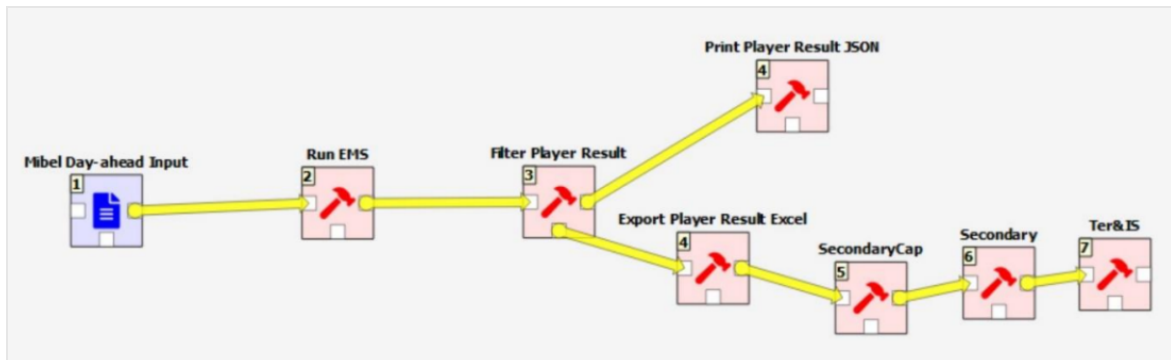 Print Player Result JSON
4
Mibel Day-ahead Input
1
Run EMS
2
Filter Player Result
3
Export Player Result Excel
4
SecondaryCap
5
Secondary
6
Ter&IS
7